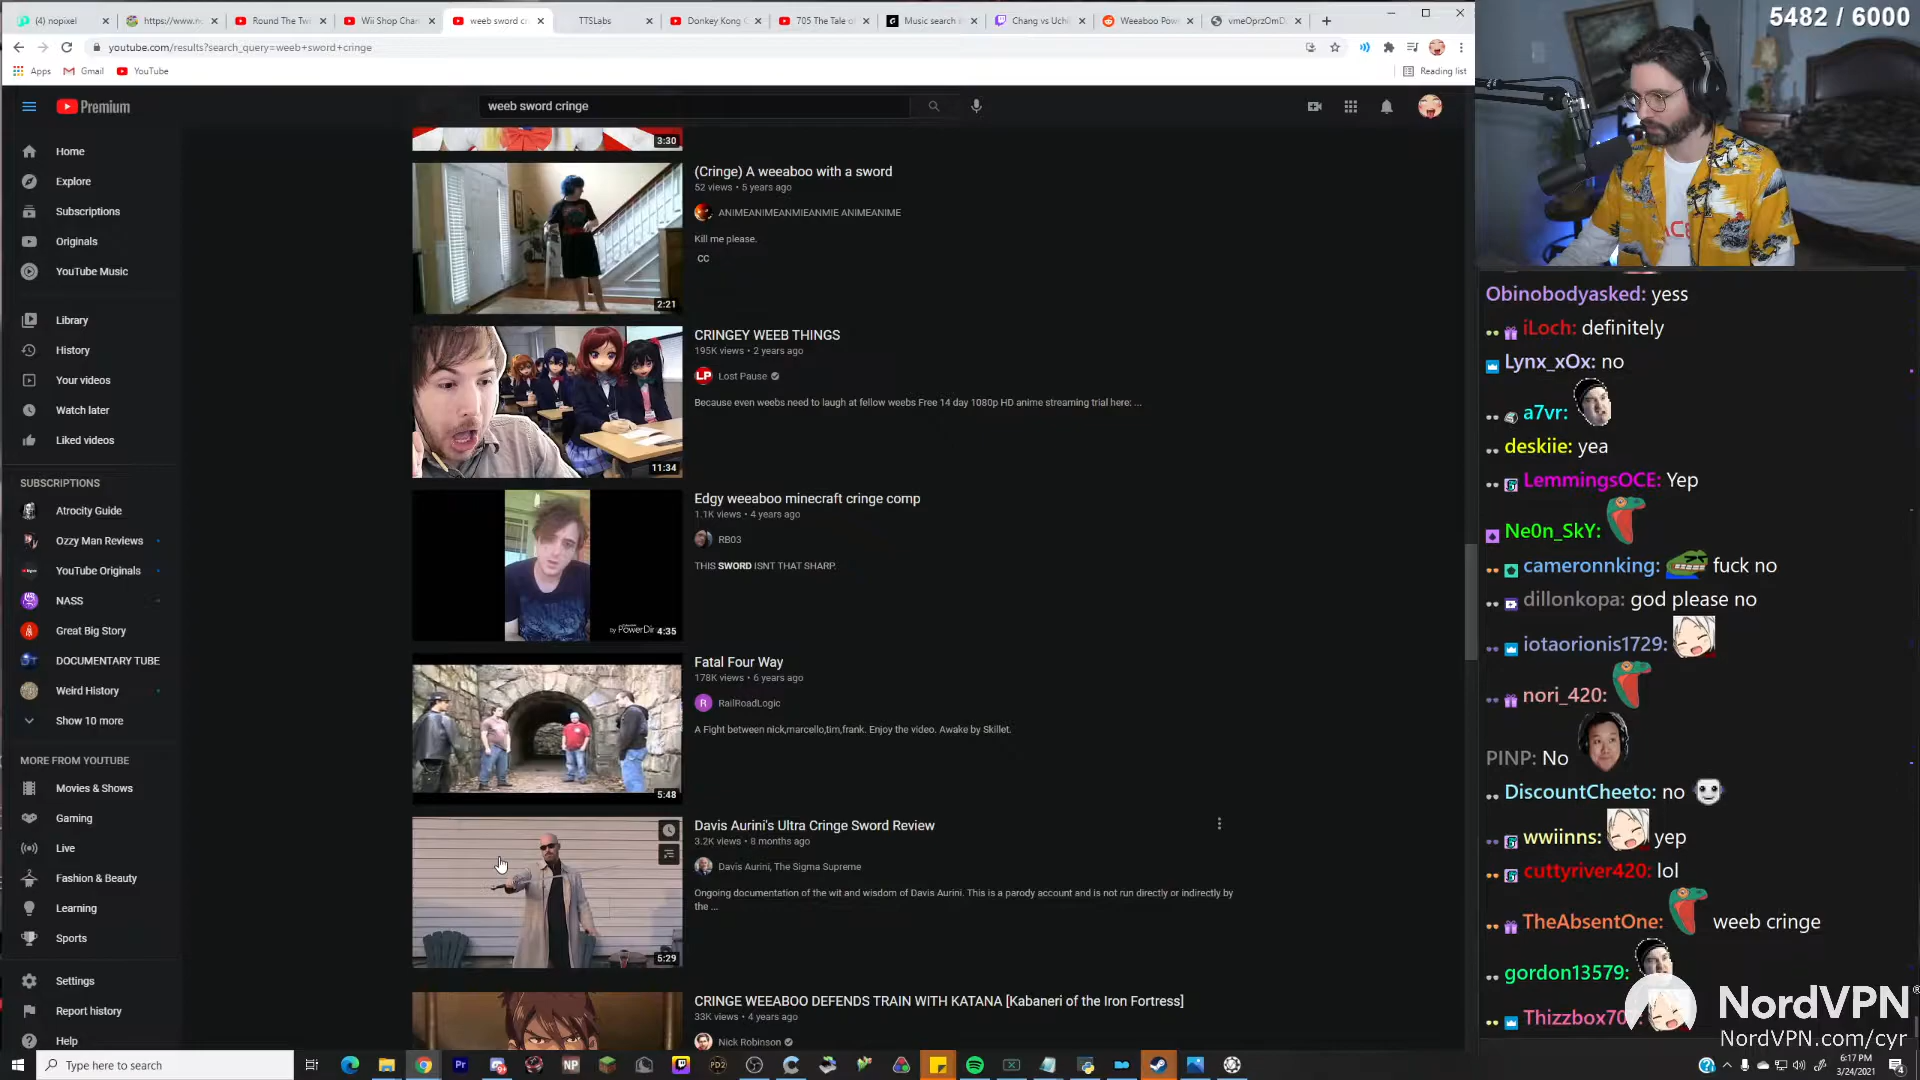 nopixel
https://www.n
Round The Twi
Wii Shop Chan
weeb sword cr
TTSLabs
Donkey Kong C
705 The Tale of
Music search in
Chang vs Uchi
Weeaboo Pow
vmeOprzOmD
5482 / 6000
youtube.com/results?search_query=weeb+sword+cringe
Apps
Gmail
YouTube
Reading list
Premium
weeb sword cringe
Home
Explore
Subscriptions
Originals
YouTube Music
Library
History
Your videos
Watch later
Liked videos
SUBSCRIPTIONS
Atrocity Guide
Ozzy Man Reviews
YouTube Originals
NASS
Great Big Story
DOCUMENTARY TUBE
Weird History
Show 10 more
MORE FROM YOUTUBE
Movies & Shows
Gaming
Live
Fashion & Beauty
Learning
Sports
Settings
Report history
Help
3:30
(Cringe) A weeaboo with a sword
52 views • 5 years ago
ANIMEANIMEANMIEANMIE ANIMEANIME
Kill me please.
CC
2:21
CRINGEY WEEB THINGS
195K views • 2 years ago
LP Lost Pause
Because even weebs need to laugh at fellow weebs Free 14 day 1080p HD anime streaming trial here: ...
11:34
Edgy weeaboo minecraft cringe comp
1.1K views • 4 years ago
RB03
THIS SWORD ISNT THAT SHARP.
by PowerDir
4:35
Fatal Four Way
178K views • 6 years ago
R RailRoadLogic
A Fight between nick,marcello,tim,frank. Enjoy the video. Awake by Skillet.
5:48
Davis Aurini's Ultra Cringe Sword Review
3.2K views • 8 months ago
Davis Aurini, The Sigma Supreme
Ongoing documentation of the wit and wisdom of Davis Aurini. This is a parody account and is not run directly or indirectly by
the ...
5:29
CRINGE WEEABOO DEFENDS TRAIN WITH KATANA [Kabaneri of the Iron Fortress]
33K views • 4 years ago
Nick Robinson
Obinobodyasked: yess
iLoch: definitely
Lynx_xOx: no
a7vr:
deskiie: yea
LemmingsOCE: Yep
Ne0n_SkY:
cameronnking: fuck no
dillonkopa: god please no
iotaorionis1729:
nori_420:
PINP: No
DiscountCheeto: no
wwiinns: yep
cuttyriver420: lol
TheAbsentOne: weeb cringe
gordon13579:
Thizzbox707:
NordVPN®
NordVPN.com/cyr
Type here to search
Pr
NP
PD2
6:17 PM
3/24/2021
4